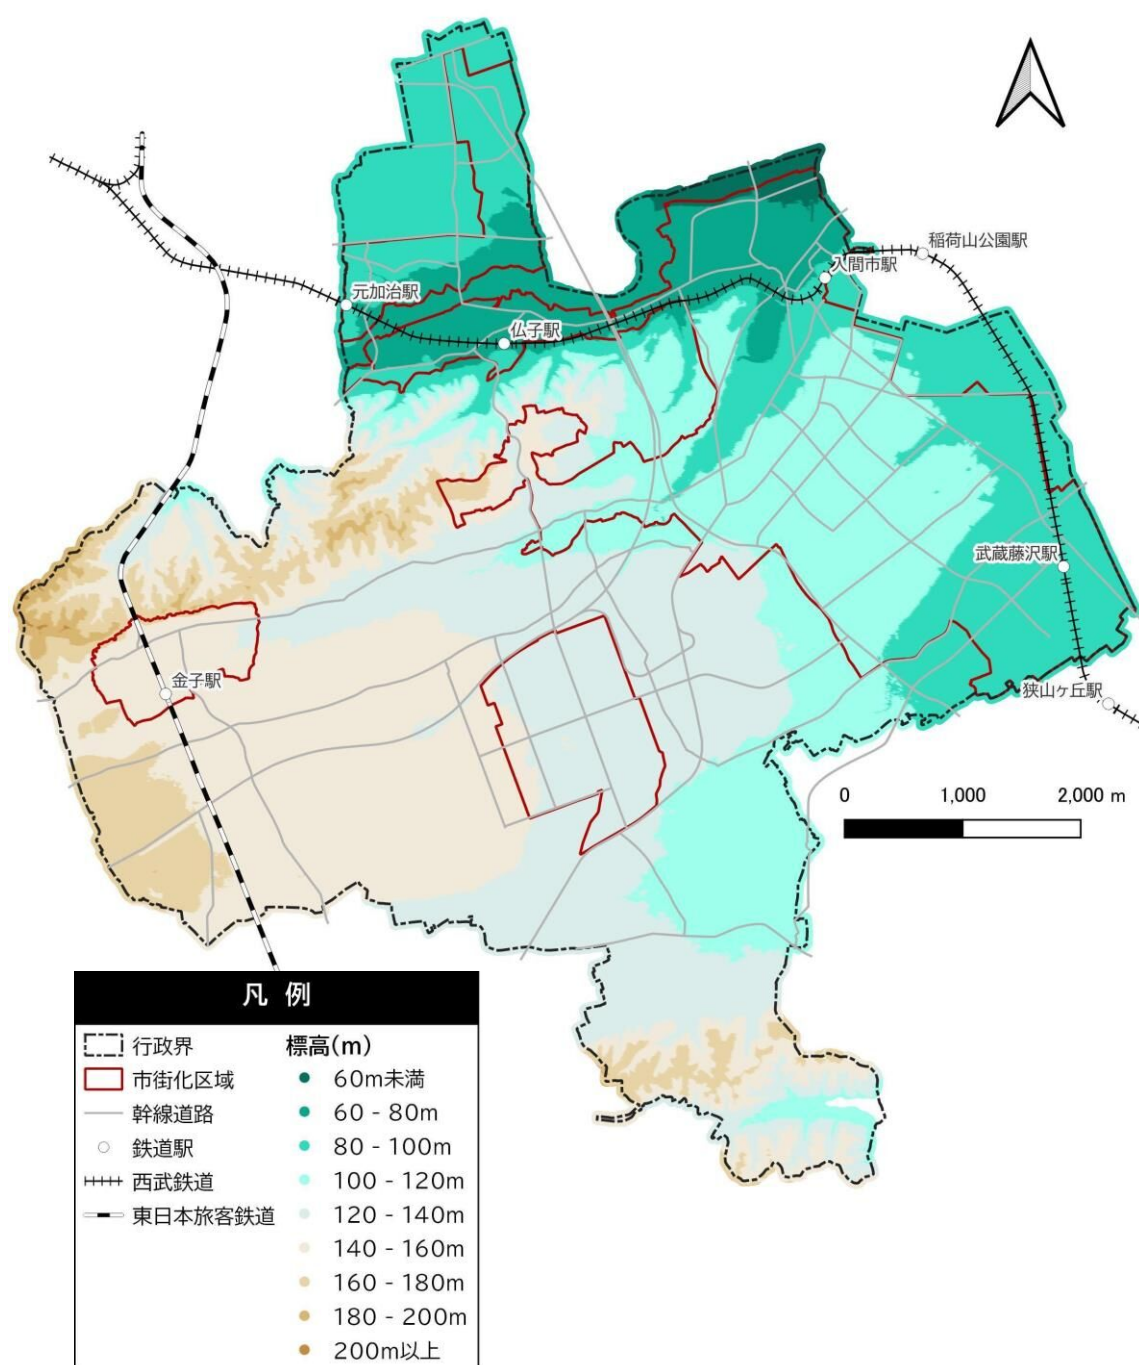 稲荷山公園駅
入間市駅
元加治駅
仏子駅
武蔵藤沢駅
金子駅
狭山ヶ丘駅
0 1,000 2,000 m
凡 例
行政界
市街化区域
幹線道路
鉄道駅
西武鉄道
東日本旅客鉄道
標高(m)
60m未満
60 - 80m
80 - 100m
100 - 120m
120 - 140m
140 - 160m
160 - 180m
180 - 200m
200m以上